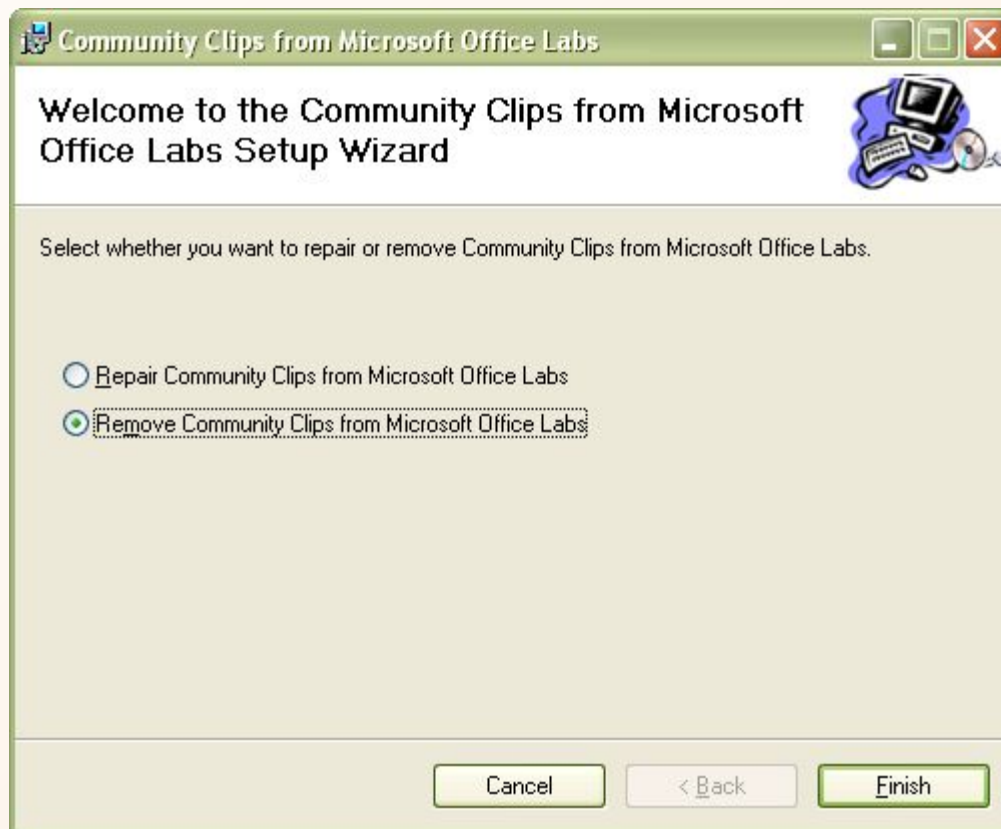 Community Clips from Microsoft Office Labs
Welcome to the Community Clips from Microsoft
Office Labs Setup Wizard
Select whether you want to repair or remove Community Clips from Microsoft Office Labs.
Repair Community Clips from Microsoft Office Labs
Remove Community Clips from Microsoft Office Labs
Cancel
< Back
Finish